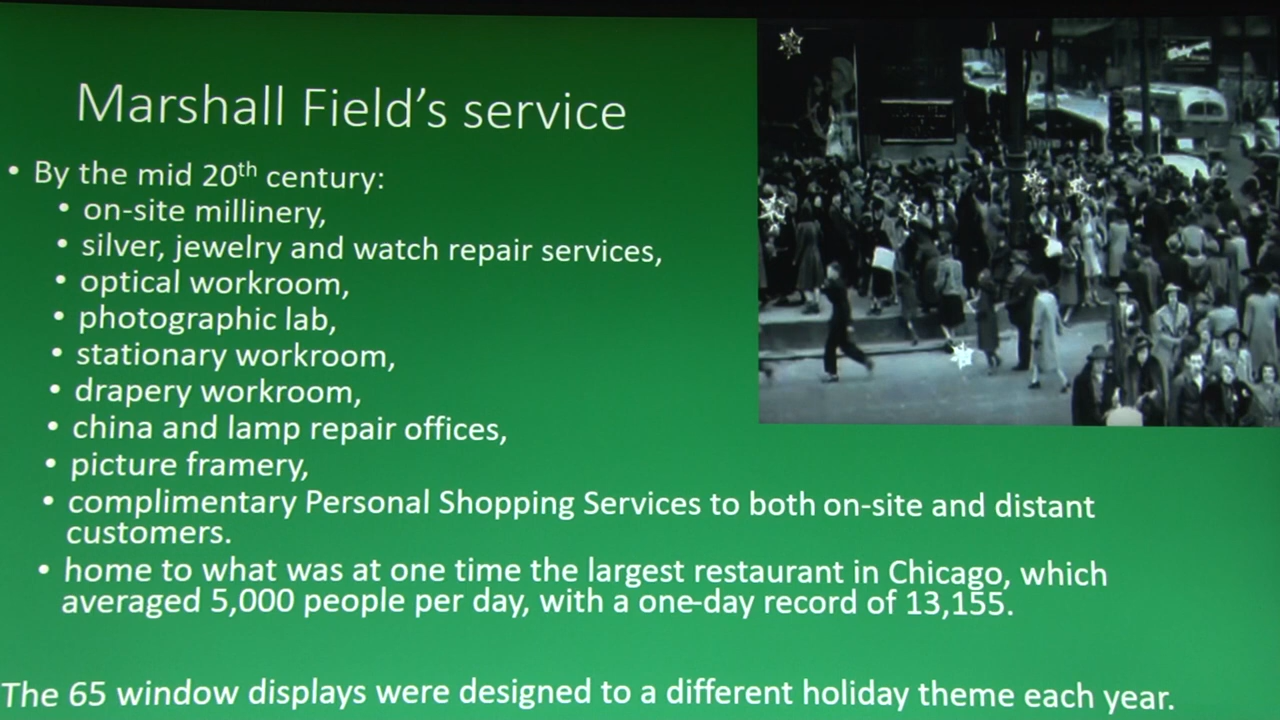 Marshall Field's service
• By the mid 20th century:
• on-site millinery,
• silver, jewelry and watch repair services,
• optical workroom,
• photographic lab,
• stationary workroom,
• drapery workroom,
• china and lamp repair offices,
• picture framery,
• complimentary Personal Shopping Services to both on-site and distant
customers.
• home to what was at one time the largest restaurant in Chicago, which
averaged 5,000 people per day, with a one-day record of 13,155.
The 65 window displays were designed to a different holiday theme each year.